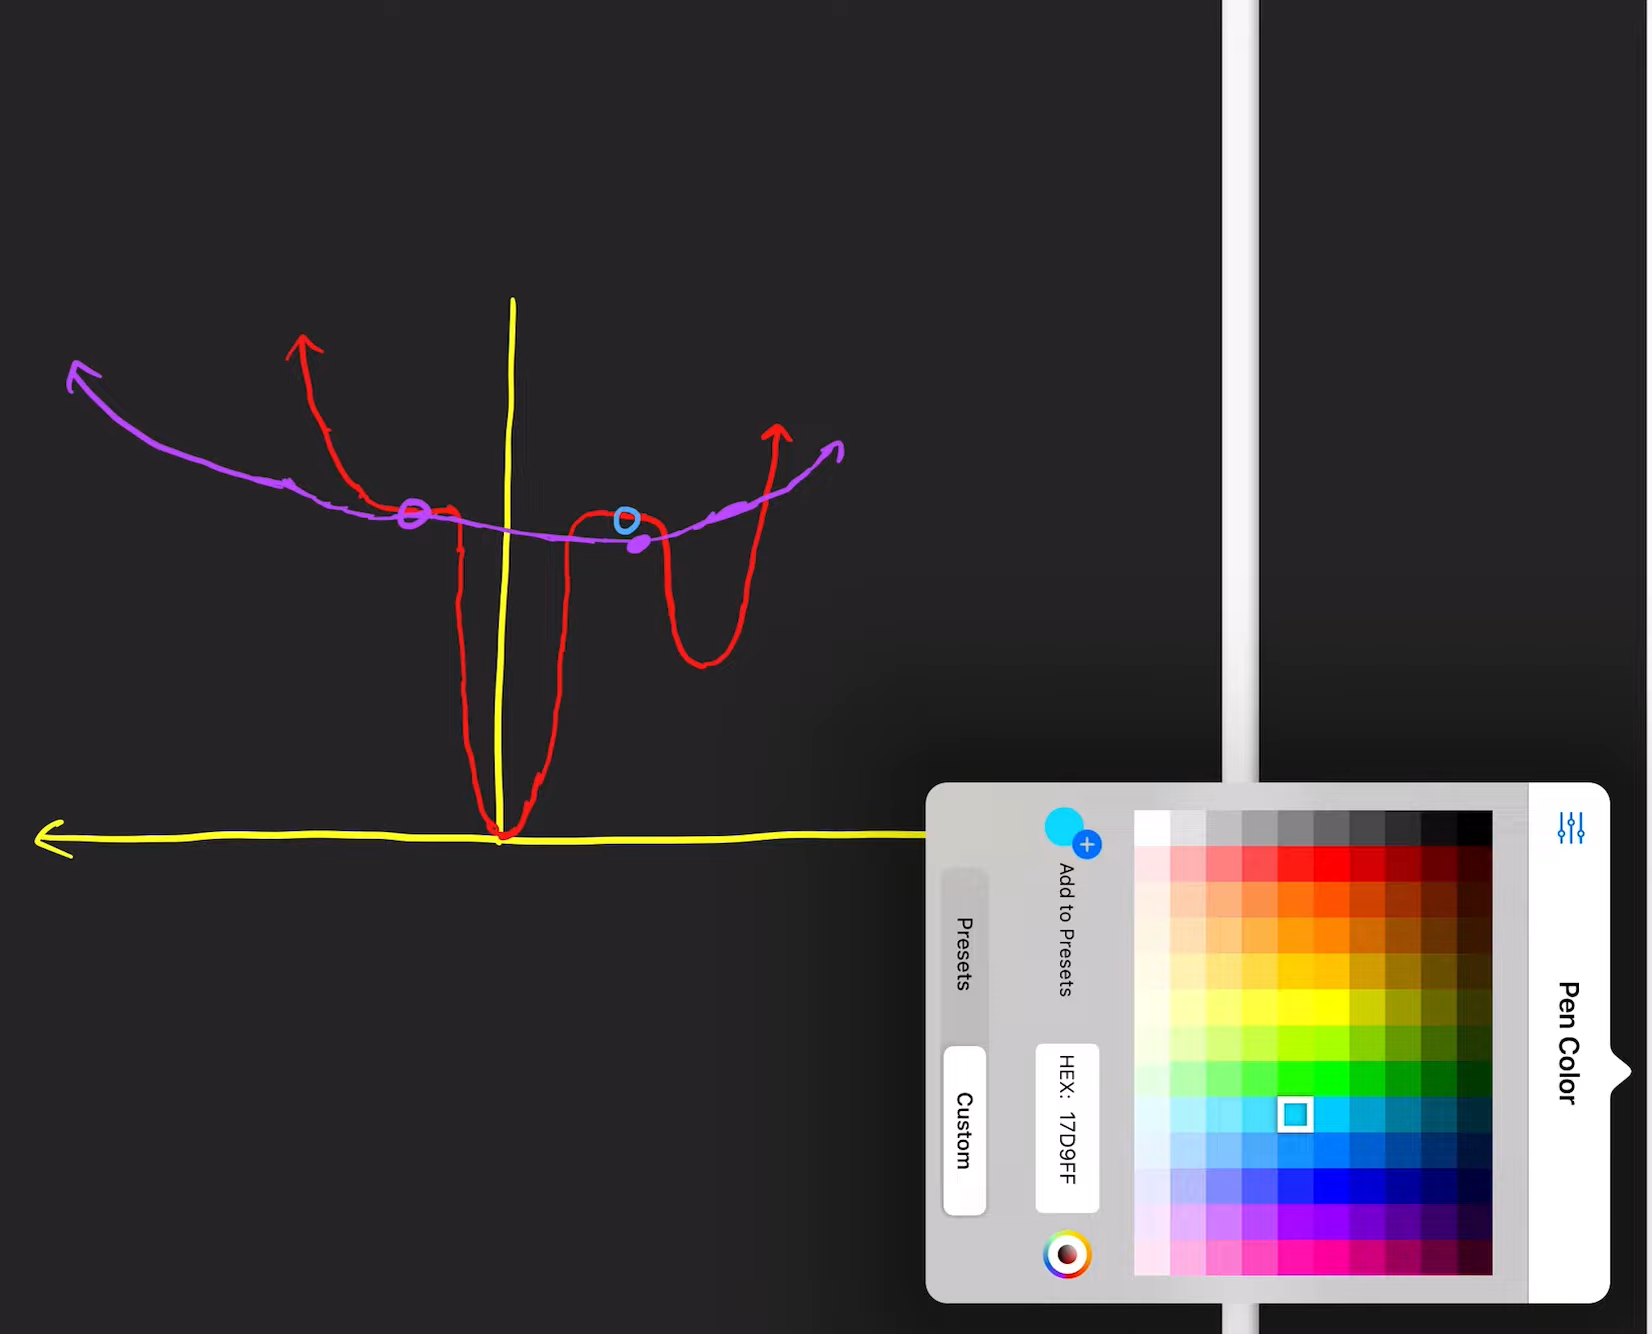 Pen Color
Add to Presets
HEX: 17D9FF
Presets
Custom